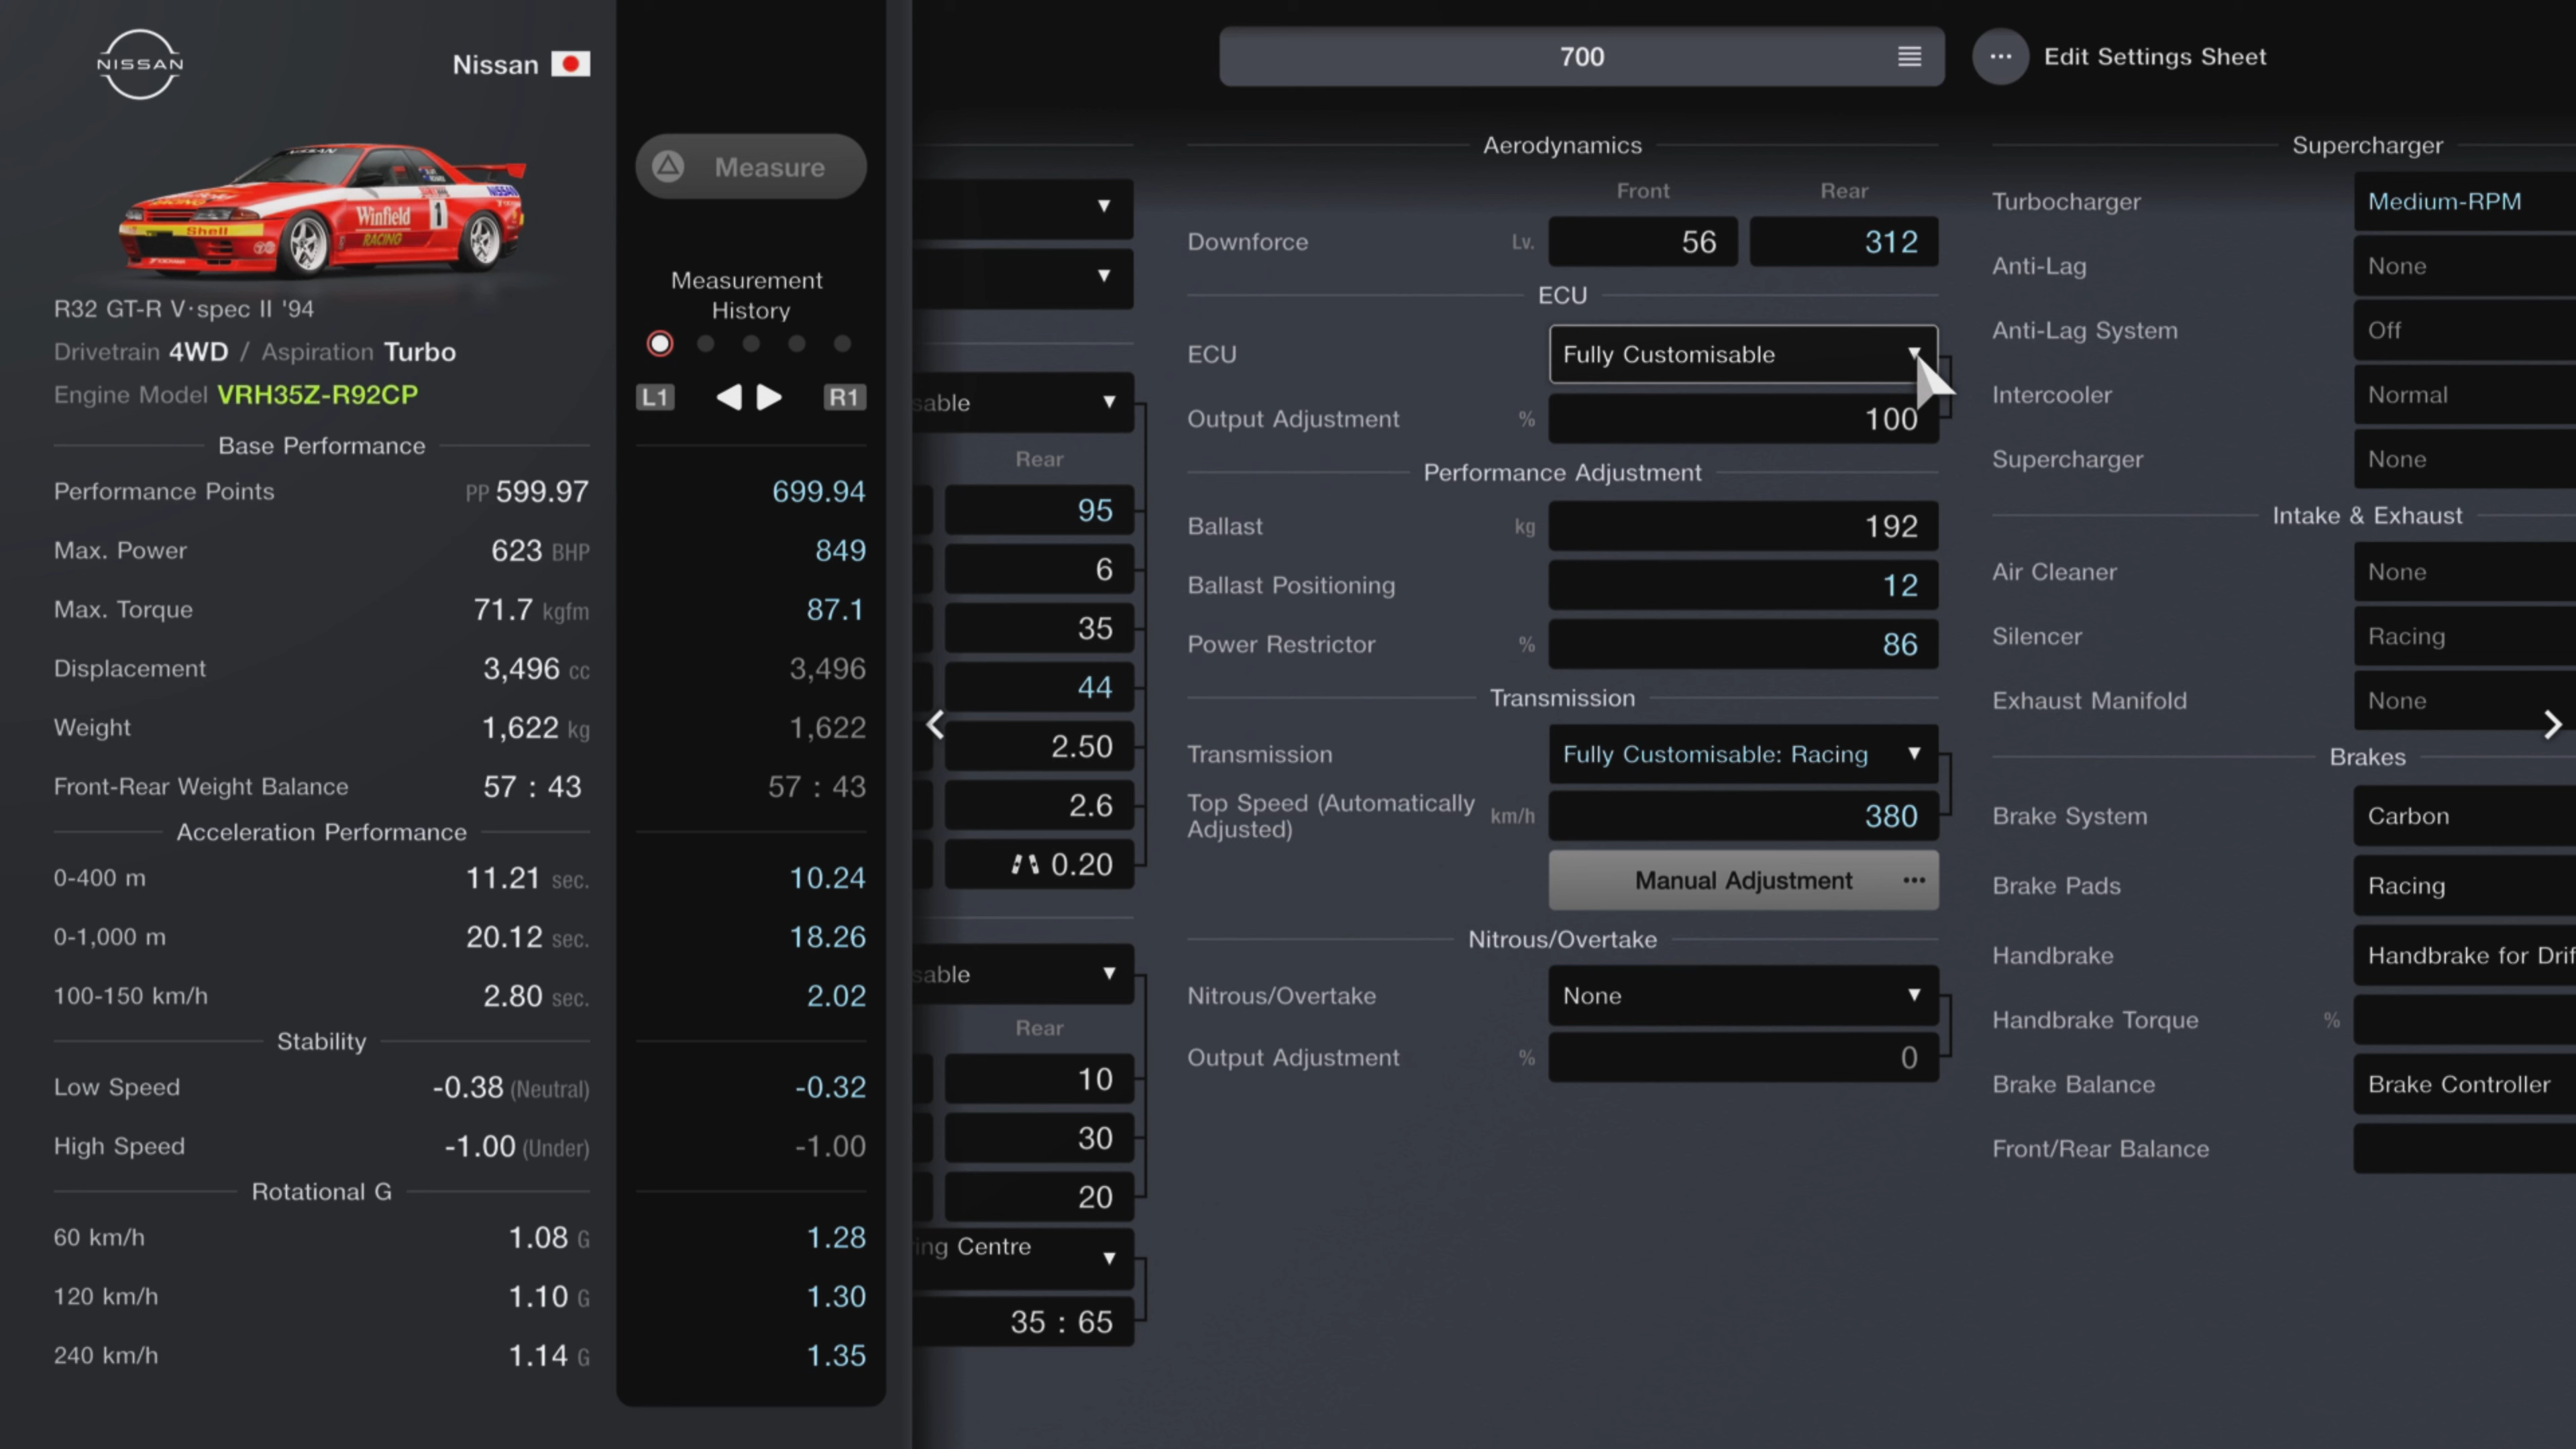 NISSAN
Nissan
Winfield
RACING
Shell
1
R32 GT-R V·spec II '94
Drivetrain 4WD / Aspiration Turbo
Engine Model VRH35Z-R92CP
Base Performance
Performance Points PP 599.97
Max. Power 623 BHP
Max. Torque 71.7 kgfm
Displacement 3,496 cc
Weight 1,622 kg
Front-Rear Weight Balance 57 : 43
Acceleration Performance
0-400 m 11.21 sec.
0-1,000 m 20.12 sec.
100-150 km/h 2.80 sec.
Stability
Low Speed -0.38 (Neutral)
High Speed -1.00 (Under)
Rotational G
60 km/h 1.08 G
120 km/h 1.10 G
240 km/h 1.14 G
Measure
Measurement
History
L1 R1
699.94
849
87.1
3,496
1,622
57 : 43
10.24
18.26
2.02
-0.32
-1.00
1.28
1.30
1.35
sable
Rear
95
6
35
44
2.50
2.6
0.20
sable
Rear
10
30
20
ing Centre
35 : 65
700
Edit Settings Sheet
Aerodynamics
Front Rear
Downforce Lv. 56 312
ECU
ECU Fully Customisable
Output Adjustment % 100
Performance Adjustment
Ballast kg 192
Ballast Positioning 12
Power Restrictor % 86
Transmission
Transmission Fully Customisable: Racing
Top Speed (Automatically
Adjusted) km/h 380
Manual Adjustment
Nitrous/Overtake
Nitrous/Overtake None
Output Adjustment % 0
Supercharger
Turbocharger Medium-RPM
Anti-Lag None
Anti-Lag System Off
Intercooler Normal
Supercharger None
Intake & Exhaust
Air Cleaner None
Silencer Racing
Exhaust Manifold None
Brakes
Brake System Carbon
Brake Pads Racing
Handbrake Handbrake for Drif
Handbrake Torque %
Brake Balance Brake Controller
Front/Rear Balance